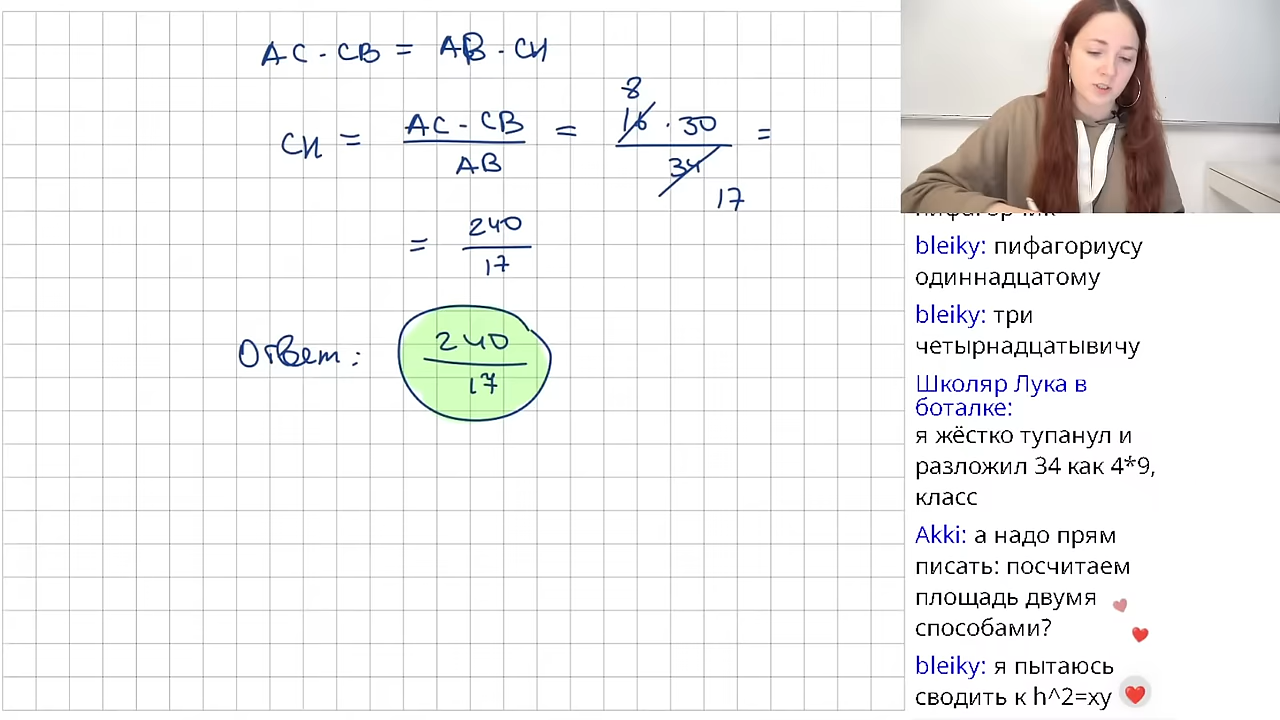 AC · CB = AB · CH
CH = AC · CB / AB = 16 · 30 / 34 =
8
17
= 240 / 17
Ответ: 240 / 17
bleiky: пифагориусу
одиннадцатому
bleiky: три
четырнадцатывичу
Школяр Лука в
боталке:
я жёстко тупанул и
разложил 34 как 4*9,
класс
Akki: а надо прям
писать: посчитаем
площадь двумя
способами?
bleiky: я пытаюсь
сводить к h^2=xy